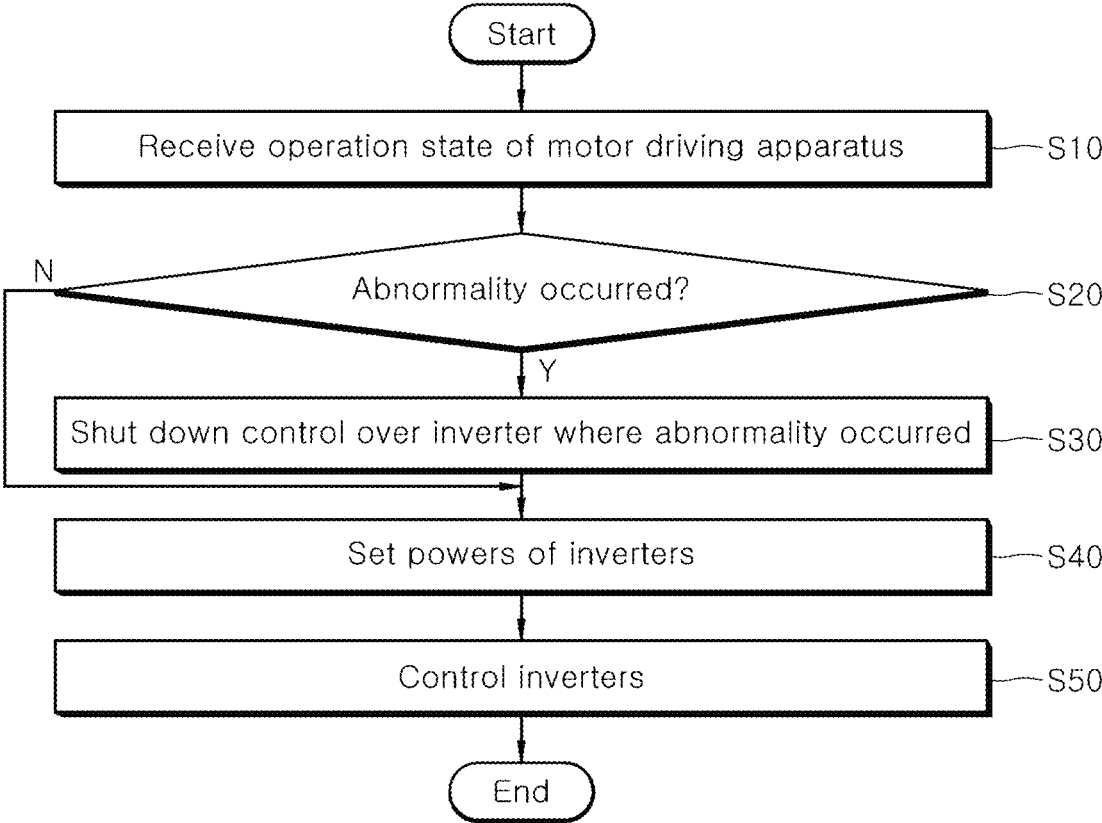 Start
Receive operation state of motor driving apparatus
S10
N
Abnormality occurred?
S20
Y
Shut down control over inverter where abnormality occurred
S30
Set powers of inverters
S40
Control inverters
S50
End